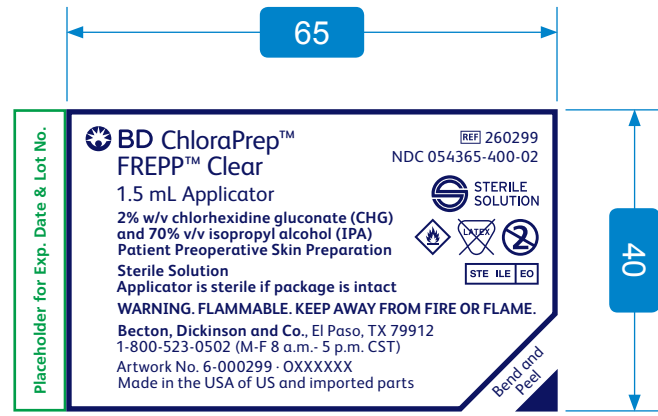 65
BD ChloraPrep™
FREPP™ Clear
1.5 mL Applicator
2% w/v chlorhexidine gluconate (CHG)
and 70% v/v isopropyl alcohol (IPA)
Patient Preoperative Skin Preparation
Sterile Solution
Applicator is sterile if package is intact
WARNING. FLAMMABLE. KEEP AWAY FROM FIRE OR FLAME.
Becton, Dickinson and Co., El Paso, TX 79912
1-800-523-0502 (M-F 8 a.m.- 5 p.m. CST)
Artwork No. 6-000299 · OXXXXXX
Made in the USA of US and imported parts
REF 260299
NDC 054365-400-02
STERILE
SOLUTION
LATEX
2
STE ILE EO
Bend and
Peel
Placeholder for Exp. Date & Lot No.
40